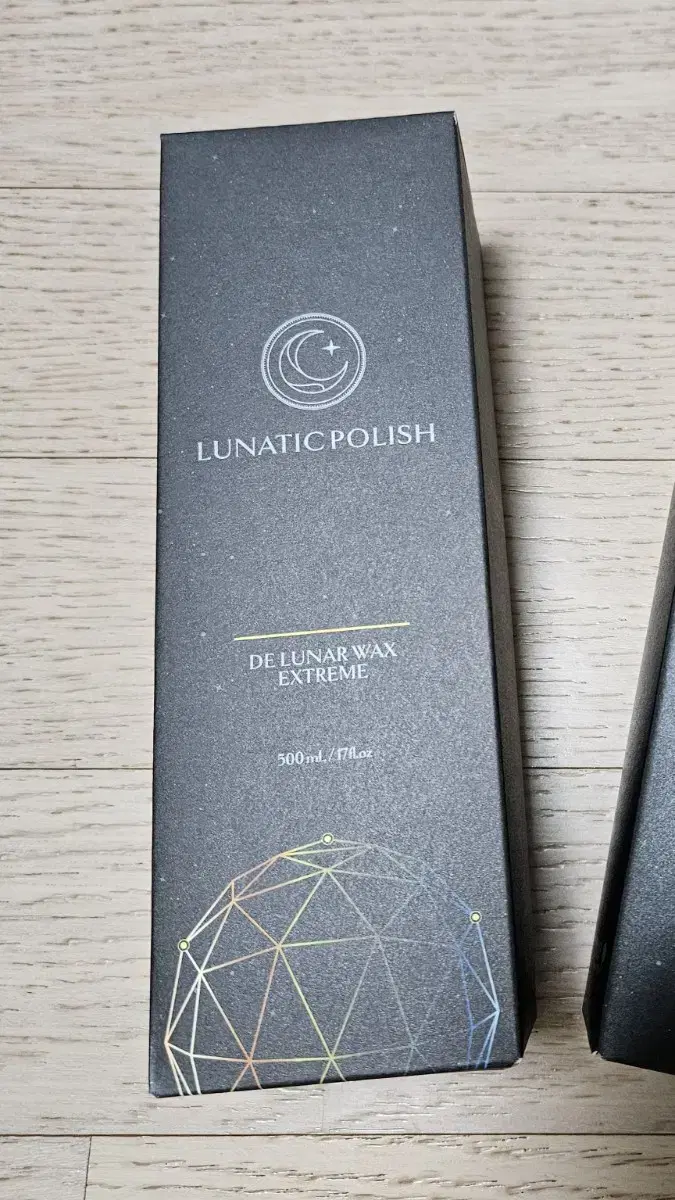 LUNATIC POLISH
DE LUNAR WAX
EXTREME
500 mL / 17fl.oz